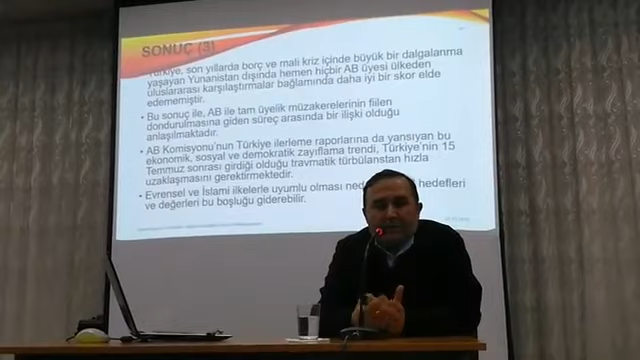 SONUÇ (3)
Türkiye, son yıllarda borç ve mali kriz içinde büyük bir dalgalanma
yaşayan Yunanistan dışında hemen hiçbir AB üyesi ülkeden
uluslararası karşılaştırmalar bağlamında daha iyi bir skor elde
edememiştir.
• Bu sonuç ile, AB ile tam üyelik müzakerelerinin fiilen
dondurulmasına giden süreç arasında bir ilişki olduğu
anlaşılmaktadır.
• AB Komisyonu'nun Türkiye ilerleme raporlarına da yansıyan bu
ekonomik, sosyal ve demokratik zayıflama trendi, Türkiye'nin 15
Temmuz sonrası girdiği olduğu travmatik türbülanstan hızla
uzaklaşmasını gerektirmektedir.
• Evrensel ve İslami ilkelerle uyumlu olması hedefleri
ve değerleri bu boşluğu giderebilir.